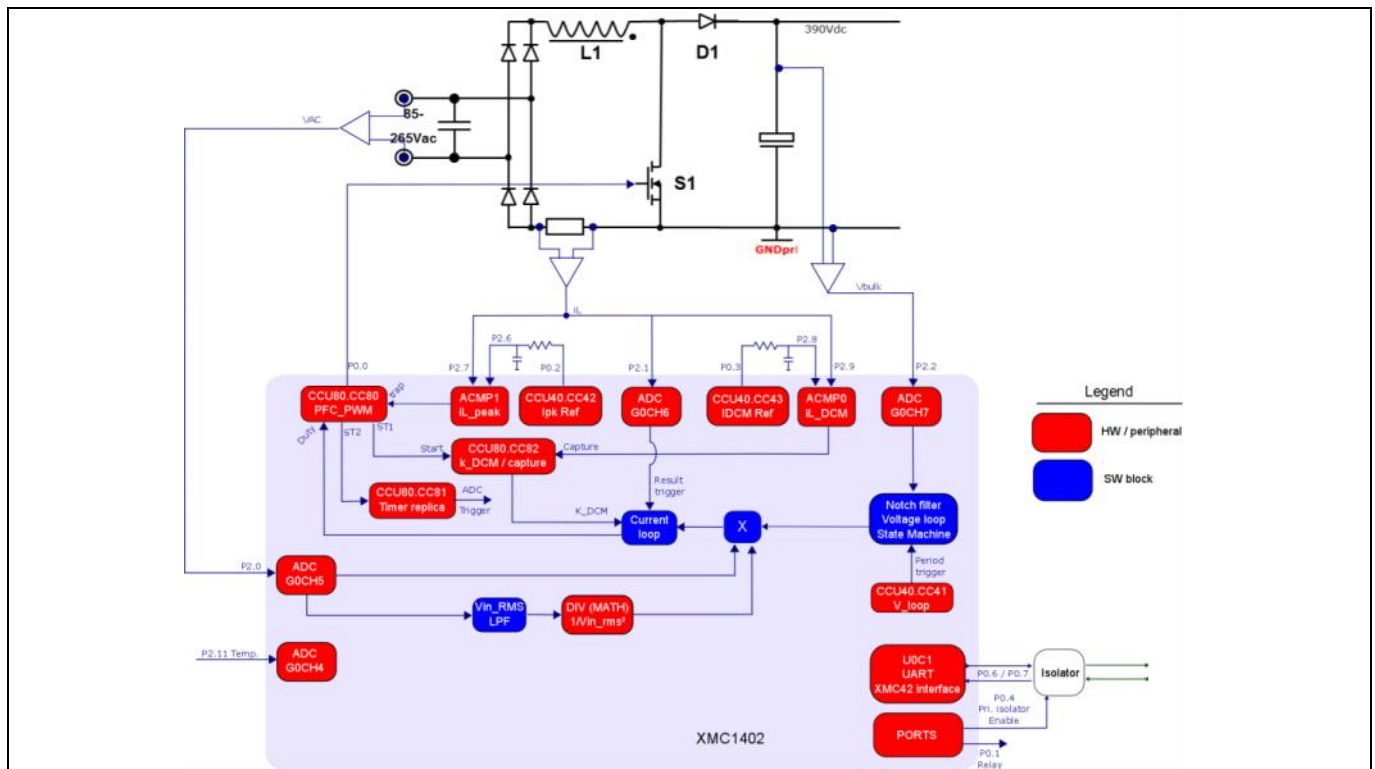 390Vdc
L1
D1
85-
265Vac
VAC
S1
GNDpri
Vbulk
iL
P0.0
P2.7
P2.6
P0.2
P2.1
P0.3
P2.8
P2.9
P2.2
CCU80.CC80
PFC_PWM
trap
ACMP1
iL_peak
CCU40.CC42
Ipk Ref
ADC
G0CH6
CCU40.CC43
IDCM Ref
ACMP0
iL_DCM
ADC
G0CH7
Legend
HW / peripheral
SW block
Duty
ST2
ST1
Start
CCU80.CC82
k_DCM / capture
Capture
CCU80.CC81
Timer replica
ADC
Trigger
Result
trigger
K_DCM
Current
loop
X
Notch filter
Voltage loop
State Machine
Period
trigger
CCU40.CC41
V_loop
P2.0
ADC
G0CH5
Vin_RMS
LPF
DIV (MATH)
1/Vin_rms²
P2.11 Temp.
ADC
G0CH4
U0C1
UART
XMC42 interface
P0.6 / P0.7
Isolator
P0.4
Pri. isolator
Enable
PORTS
P0.1
Relay
XMC1402